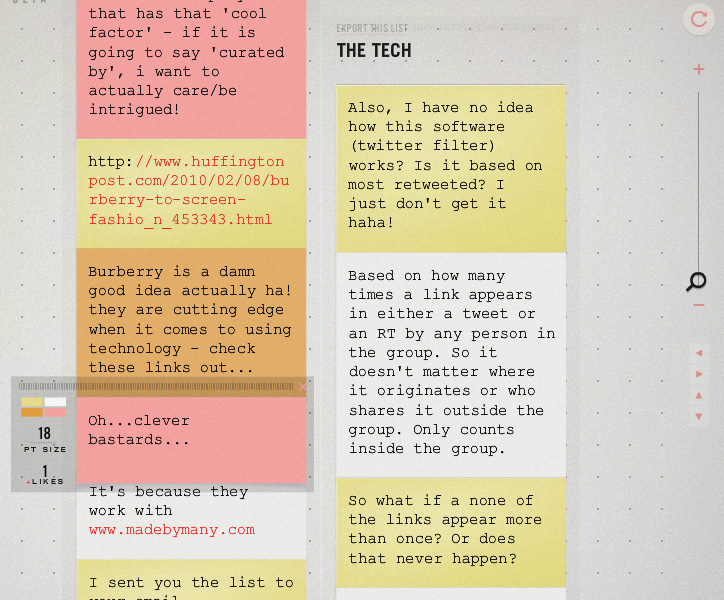 that has that 'cool
factor' - if it is
going to say 'curated
by', i want to
actually care/be
intrigued!
http://www.huffington
post.com/2010/02/08/bu
rberry-to-screen-
fashio_n_453343.html
Burberry is a damn
good idea actually ha!
they are cutting edge
when it comes to using
technology - check
these links out...
18
PT SIZE
1
+LIKES
Oh...clever
bastards...
It's because they
work with
www.madebymany.com
I sent you the list to
EXPORT THIS LIST
THE TECH
Also, I have no idea
how this software
(twitter filter)
works? Is it based on
most retweeted? I
just don't get it
haha!
Based on how many
times a link appears
in either a tweet or
an RT by any person in
the group. So it
doesn't matter where
it originates or who
shares it outside the
group. Only counts
inside the group.
So what if a none of
the links appear more
than once? Or does
that never happen?